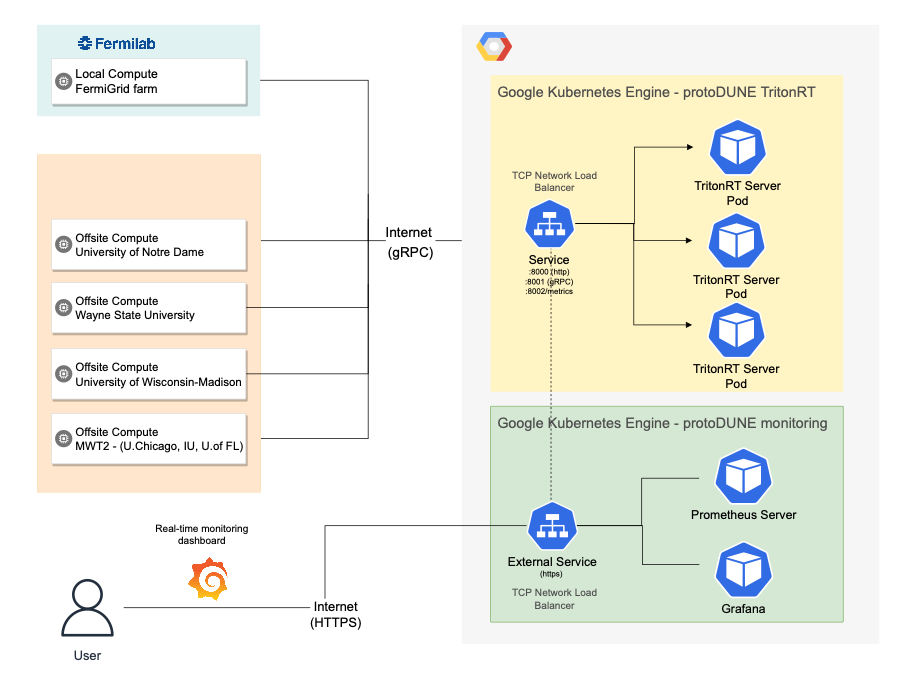 Fermilab
Local Compute
FermiGrid farm
Offsite Compute
University of Notre Dame
Offsite Compute
Wayne State University
Offsite Compute
University of Wisconsin-Madison
Offsite Compute
MWT2 - (U.Chicago, IU, U.of FL)
Internet
(gRPC)
Google Kubernetes Engine - protoDUNE TritonRT
TCP Network Load
Balancer
Service
:8000 (http)
:8001 (gRPC)
:8002/metrics
TritonRT Server
Pod
TritonRT Server
Pod
TritonRT Server
Pod
Google Kubernetes Engine - protoDUNE monitoring
External Service
(https)
TCP Network Load
Balancer
Prometheus Server
Grafana
Real-time monitoring
dashboard
Internet
(HTTPS)
User